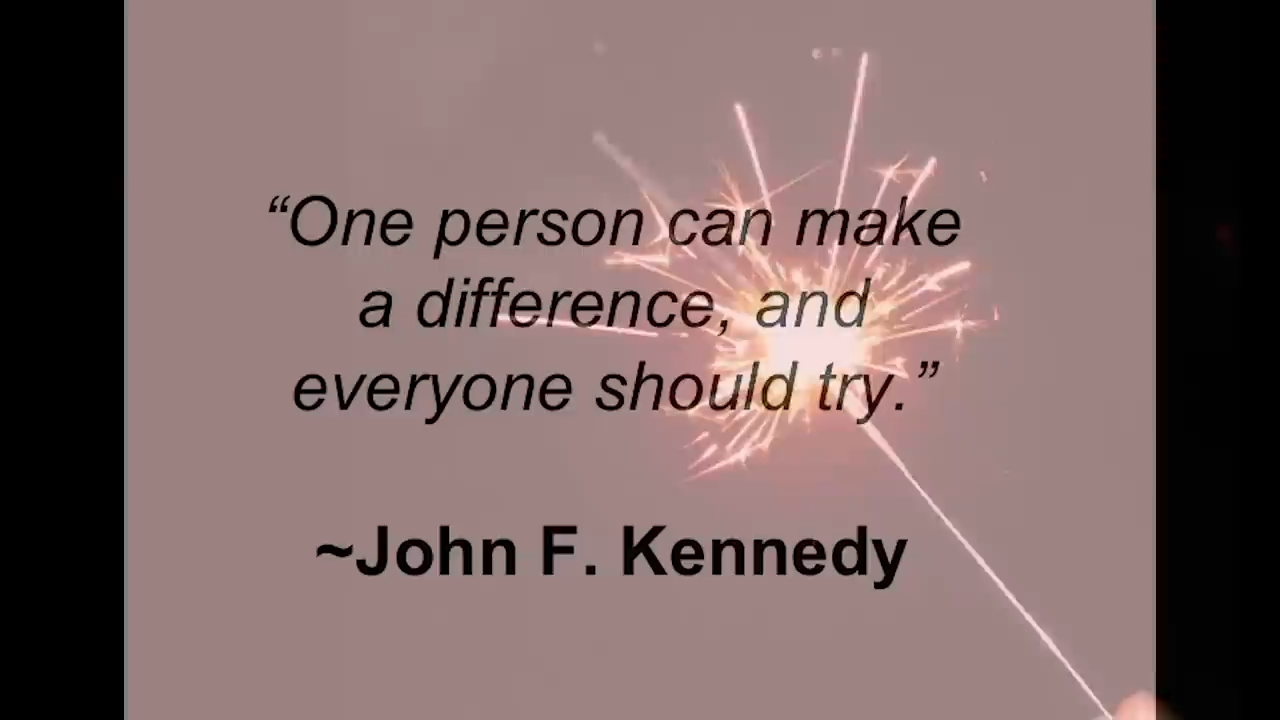 “One person can make
a difference, and
everyone should try.”
~John F. Kennedy